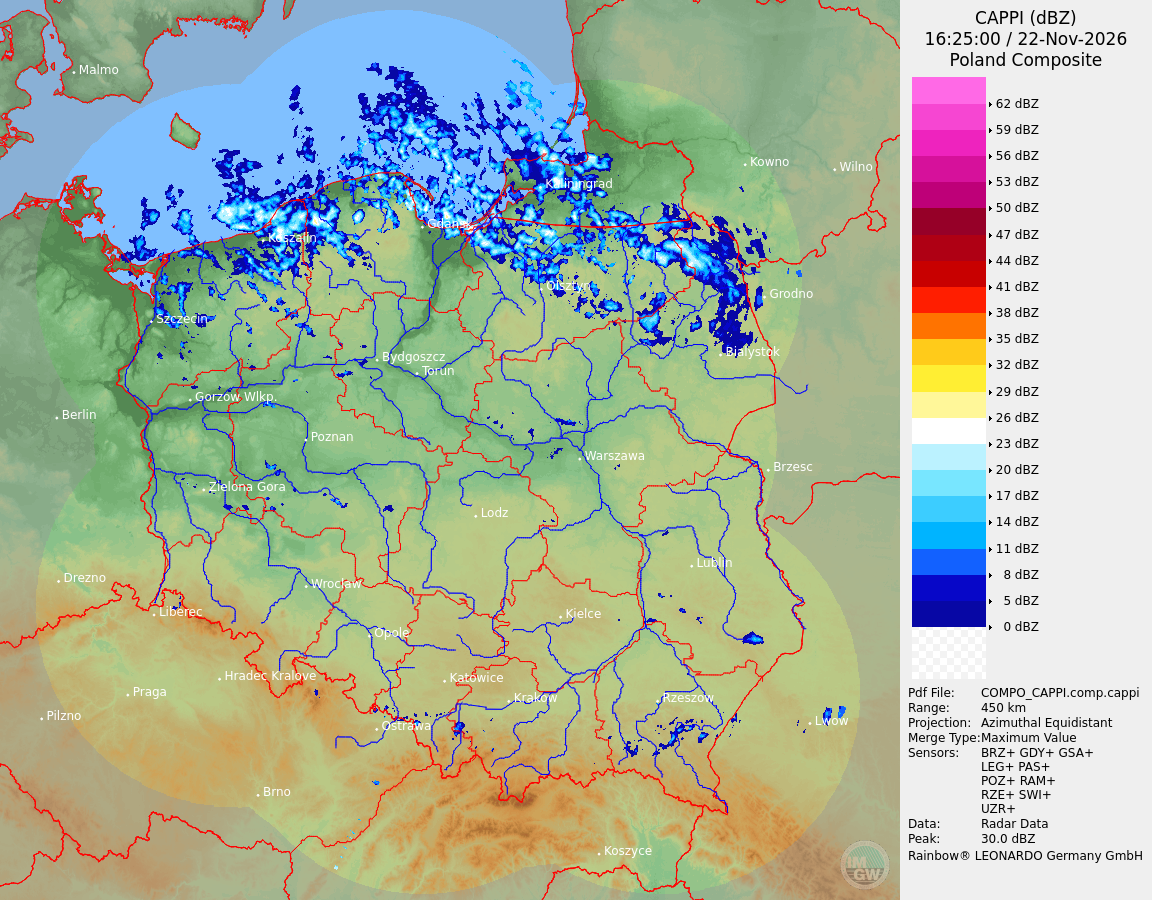 CAPPI (dBZ)
16:25:00 / 22-Nov-2026
Poland Composite
62 dBZ
59 dBZ
56 dBZ
53 dBZ
50 dBZ
47 dBZ
44 dBZ
41 dBZ
38 dBZ
35 dBZ
32 dBZ
29 dBZ
26 dBZ
23 dBZ
20 dBZ
17 dBZ
14 dBZ
11 dBZ
8 dBZ
5 dBZ
0 dBZ
Pdf File: COMPO_CAPPI.comp.cappi
Range: 450 km
Projection: Azimuthal Equidistant
Merge Type: Maximum Value
Sensors: BRZ+ GDY+ GSA+
LEG+ PAS+
POZ+ RAM+
RZE+ SWI+
UZR+
Data: Radar Data
Peak: 30.0 dBZ
Rainbow® LEONARDO Germany GmbH
Malmo
Kowno
Wilno
Kaliningrad
Gdansk
Koszalin
Olsztyn
Grodno
Szczecin
Bialystok
Bydgoszcz
Torun
Gorzow Wlkp.
Berlin
Poznan
Warszawa
Brzesc
Zielona Gora
Lodz
Lublin
Drezno
Wroclaw
Liberec
Kielce
Opole
Hradec Kralove
Katowice
Praga
Krakow
Rzeszow
Pilzno
Ostrawa
Lwow
Brno
Koszyce
IM
GW